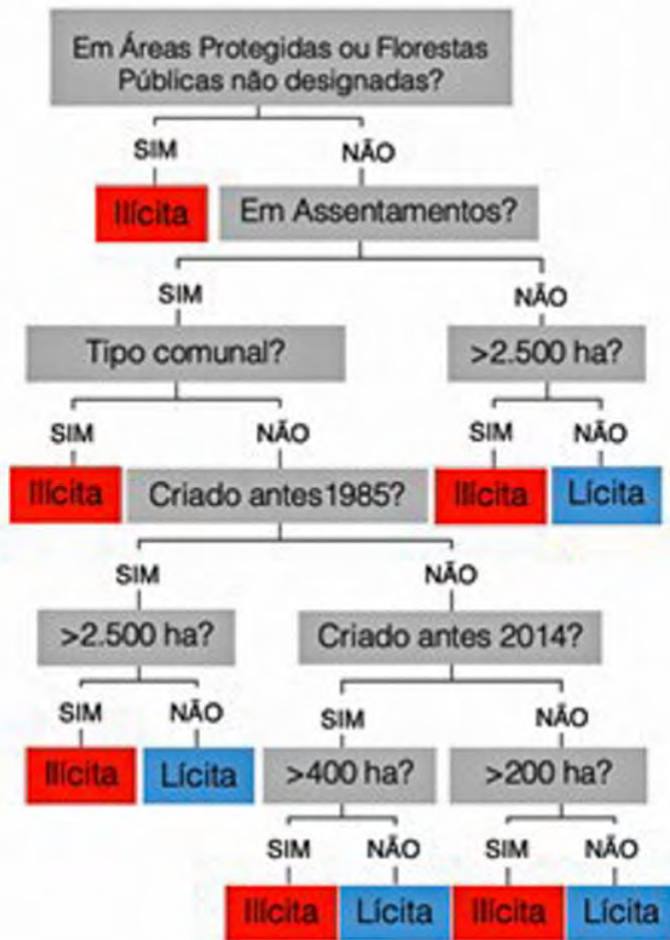 Em Áreas Protegidas ou Florestas
Públicas não designadas?
SIM NÃO
Ilícita Em Assentamentos?
SIM NÃO
Tipo comunal? >2.500 ha?
SIM NÃO SIM NÃO
Ilícita Criado antes1985? Ilícita Lícita
SIM NÃO
>2.500 ha? Criado antes 2014?
SIM NÃO SIM NÃO
Ilícita Lícita >400 ha? >200 ha?
SIM NÃO SIM NÃO
Ilícita Lícita Ilícita Lícita